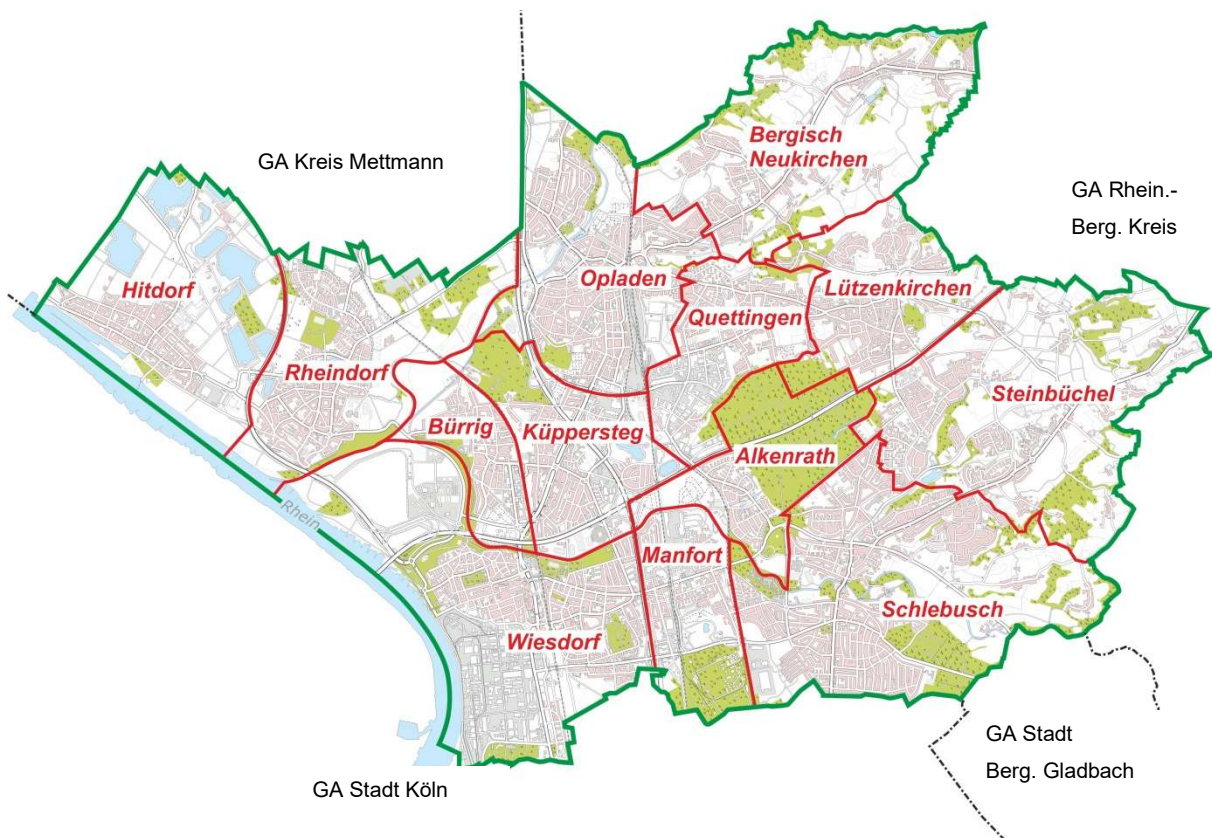 Bergisch
Neukirchen
GA Kreis Mettmann
GA Rhein.-
Berg. Kreis
Hitdorf
Opladen
Lützenkirchen
Quettingen
Rheindorf
Steinbüchel
Bürrig
Küppersteg
Alkenrath
Rhein
Manfort
Schlebusch
Wiesdorf
GA Stadt
Berg. Gladbach
GA Stadt Köln